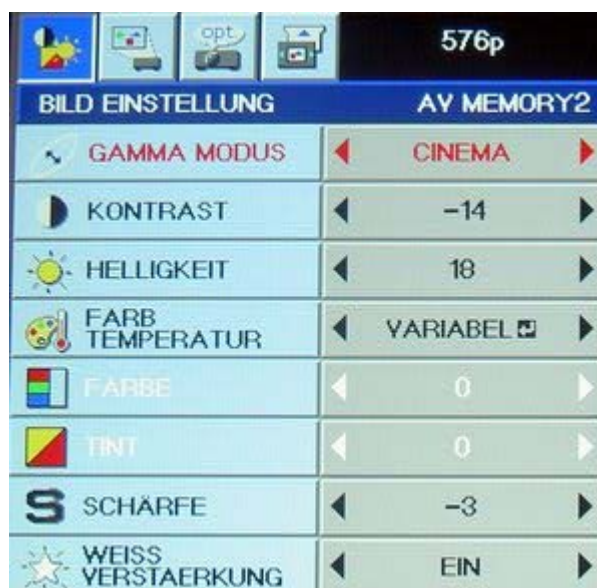 opt.
576p
BILD EINSTELLUNG AV MEMORY2
GAMMA MODUS CINEMA
KONTRAST -14
HELLIGKEIT 18
FARB
TEMPERATUR VARIABEL
FARBE 0
TINT 0
SCHÄRFE -3
WEISS
VERSTAERKUNG EIN